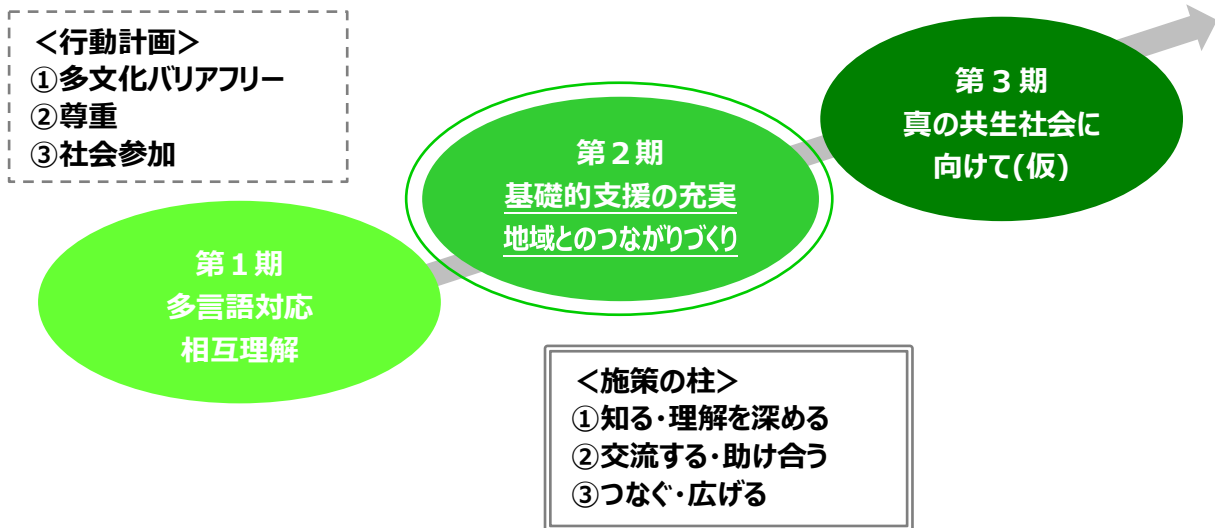 ＜行動計画＞
①多文化バリアフリー
②尊重
③社会参加
第１期
多言語対応
相互理解
第２期
基礎的支援の充実
地域とのつながりづくり
第３期
真の共生社会に
向けて(仮)
＜施策の柱＞
①知る・理解を深める
②交流する・助け合う
③つなぐ・広げる